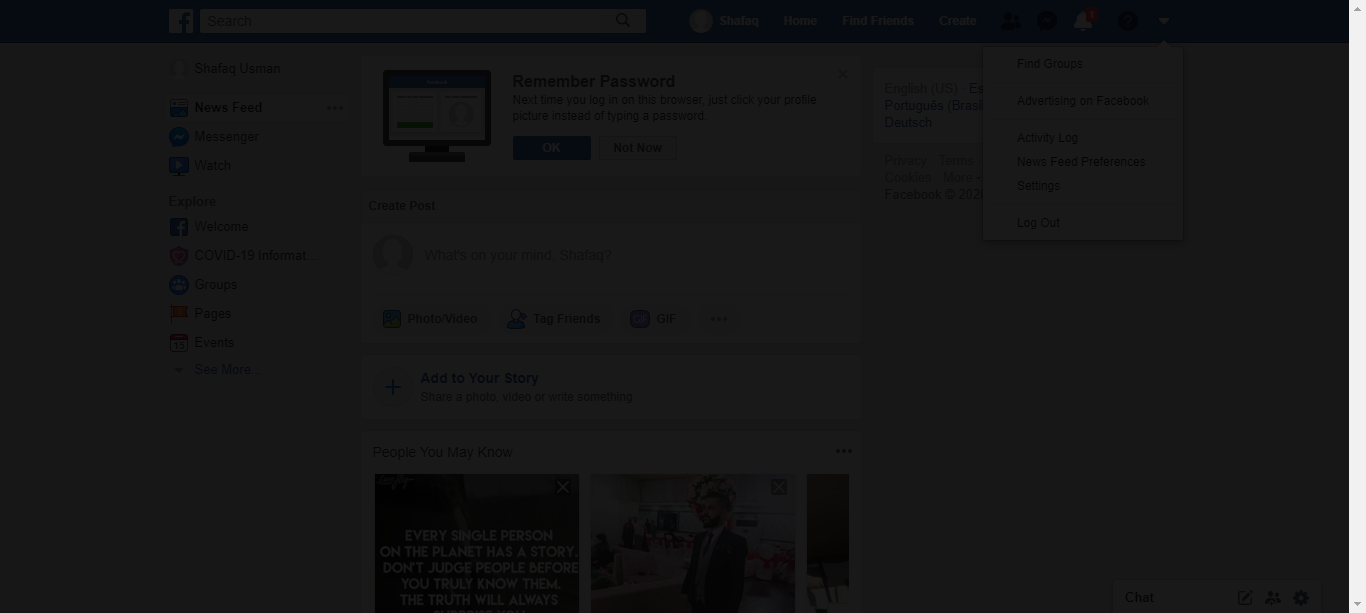 Search
Shafaq
Home
Find Friends
Create
1
Shafaq Usman
News Feed
Messenger
Watch
Explore
Welcome
COVID-19 Informat...
Groups
Pages
15
Events
See More...
Remember Password
Next time you log in on this browser, just click your profile
picture instead of typing a password.
OK
Not Now
Create Post
What's on your mind, Shafaq?
Photo/Video
Tag Friends
GIF
Add to Your Story
Share a photo, video or write something
People You May Know
EVERY SINGLE PERSON
ON THE PLANET HAS A STORY.
DON'T JUDGE PEOPLE BEFORE
YOU TRULY KNOW THEM.
THE TRUTH WILL ALWAYS
SURPRISE YOU.
English (US) · Es
Português (Brasil
Deutsch
Privacy · Terms
Cookies · More
Facebook © 2020
Find Groups
Advertising on Facebook
Activity Log
News Feed Preferences
Settings
Log Out
Chat